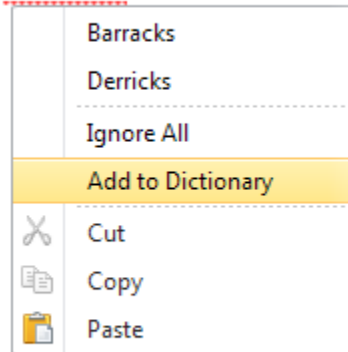 Barracks
Derricks
Ignore All
Add to Dictionary
Cut
Copy
Paste